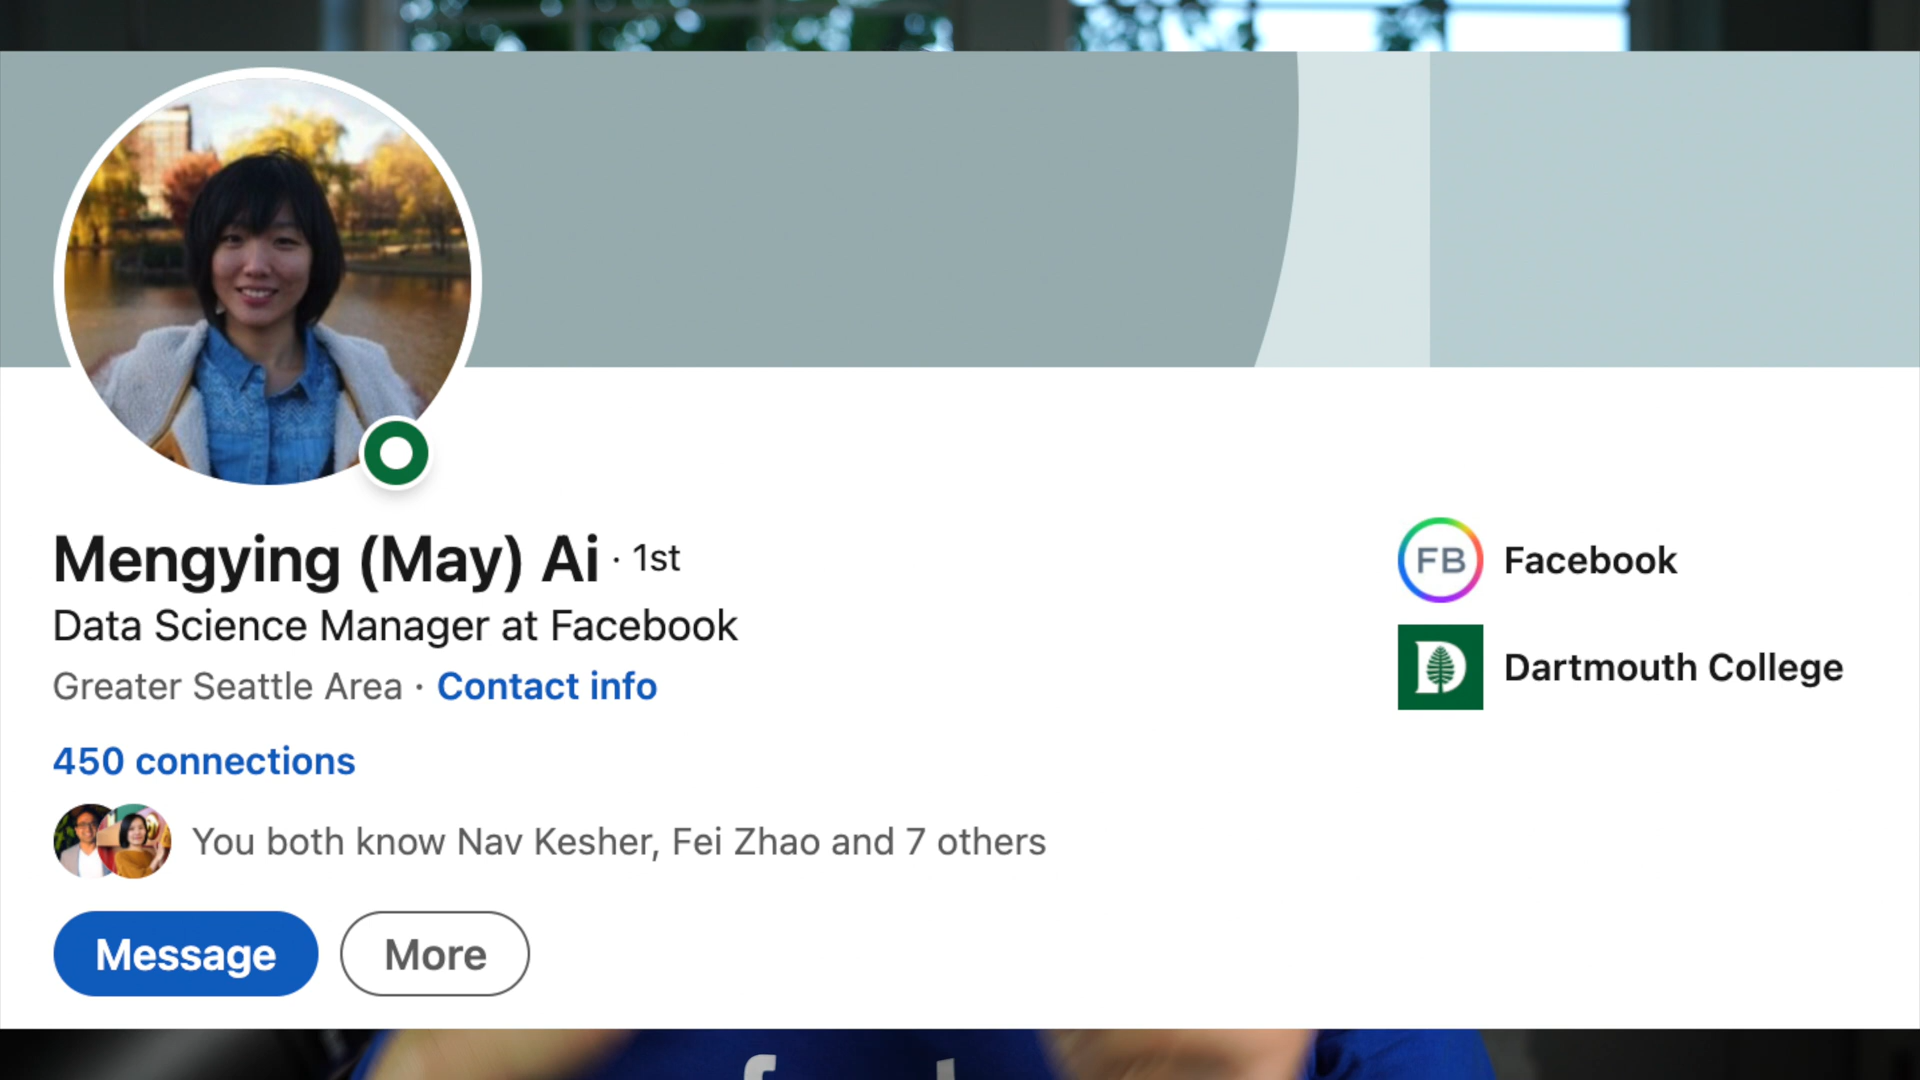 Mengying (May) Ai · 1st
Data Science Manager at Facebook
Greater Seattle Area · Contact info
450 connections
You both know Nav Kesher, Fei Zhao and 7 others
Message
More
FB Facebook
D Dartmouth College